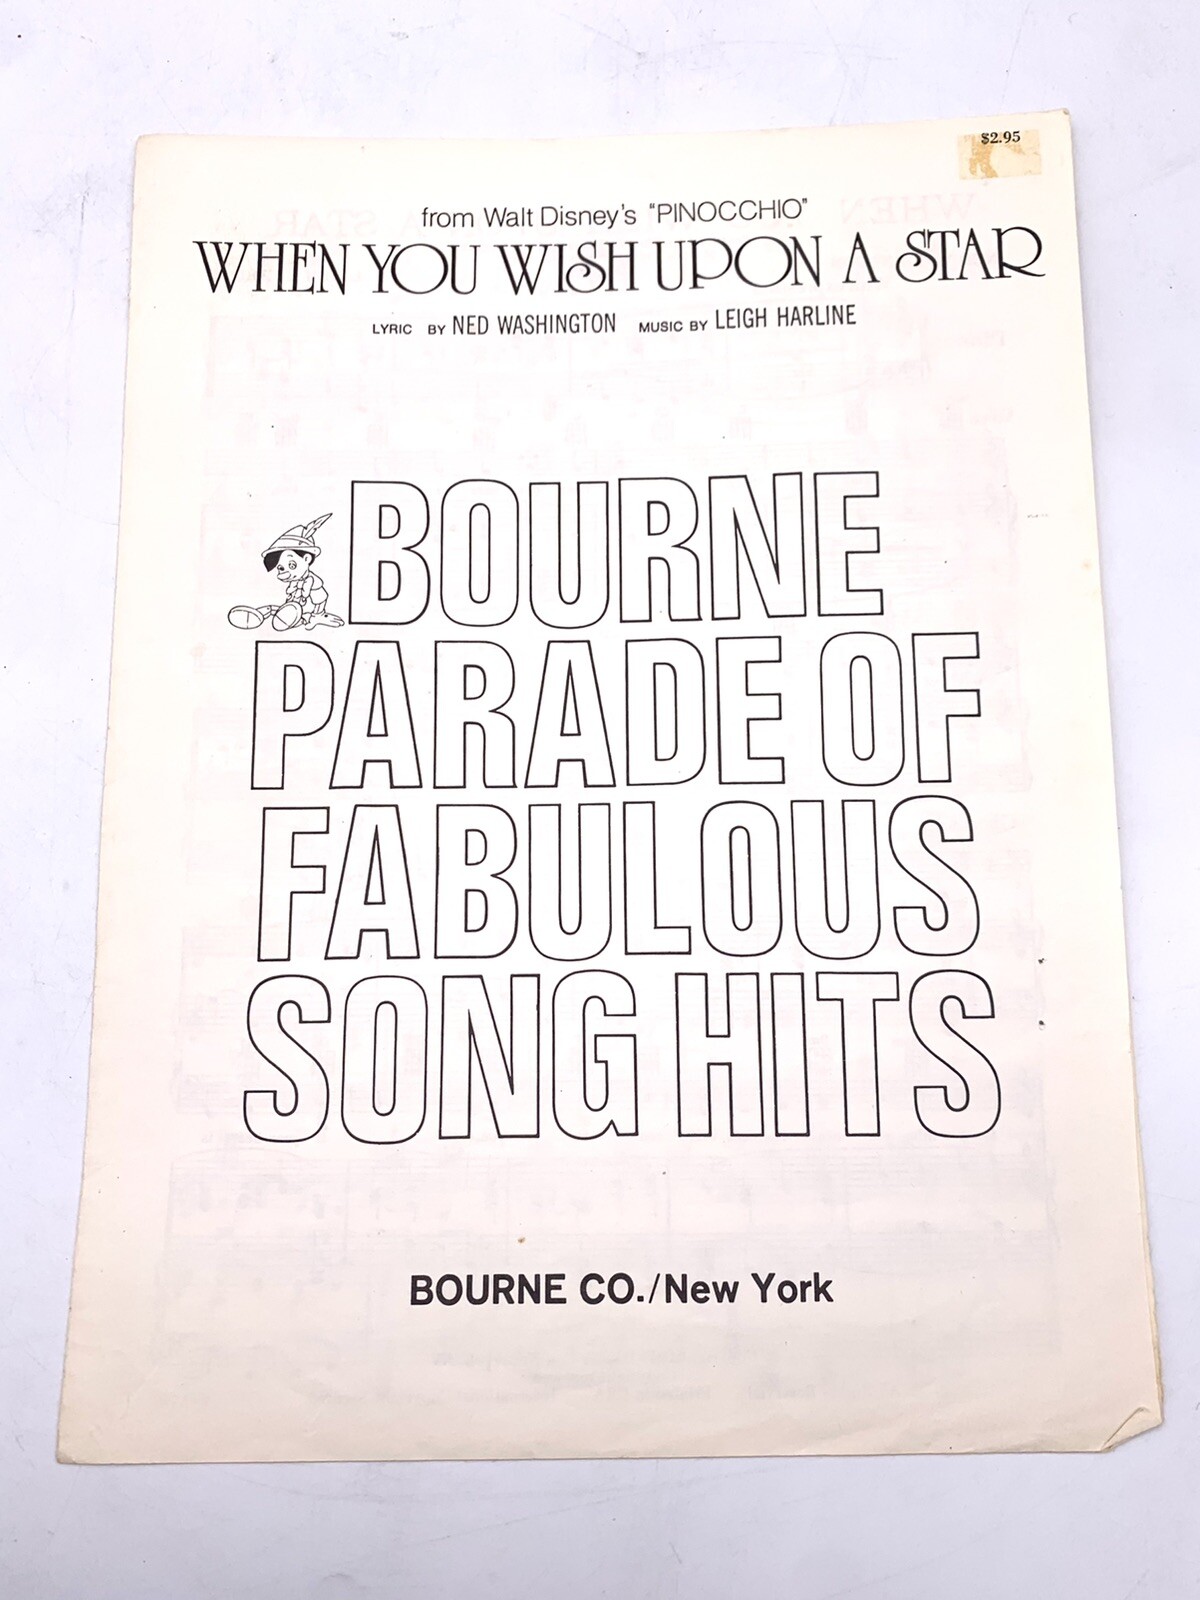 $2.95
from Walt Disney's "PINOCCHIO"
WHEN YOU WISH UPON A STAR
LYRIC BY NED WASHINGTON MUSIC BY LEIGH HARLINE
BOURNE
PARADE OF
FABULOUS
SONG HITS
BOURNE CO./New York